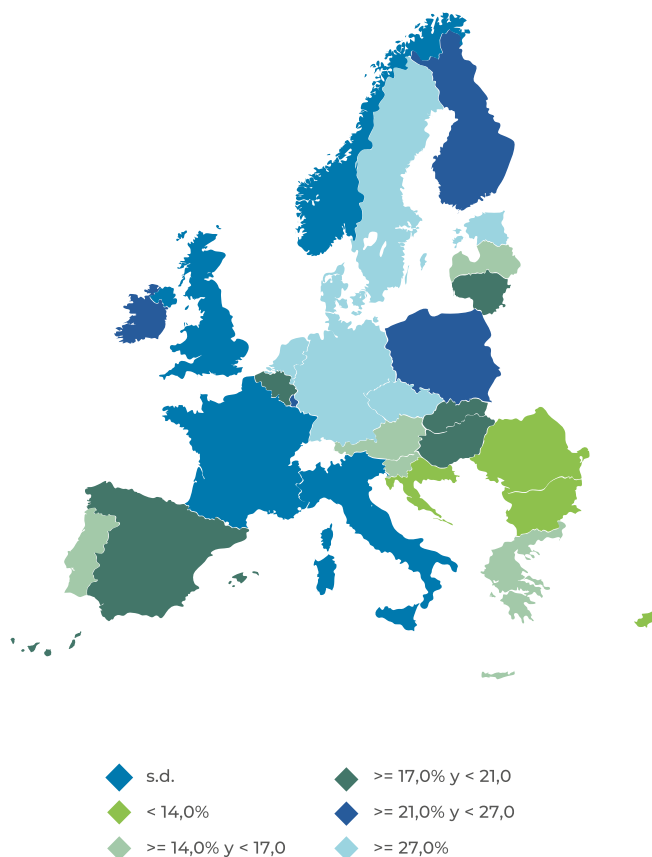 s.d.
< 14,0%
>= 14,0% y < 17,0
>= 17,0% y < 21,0
>= 21,0% y < 27,0
>= 27,0%